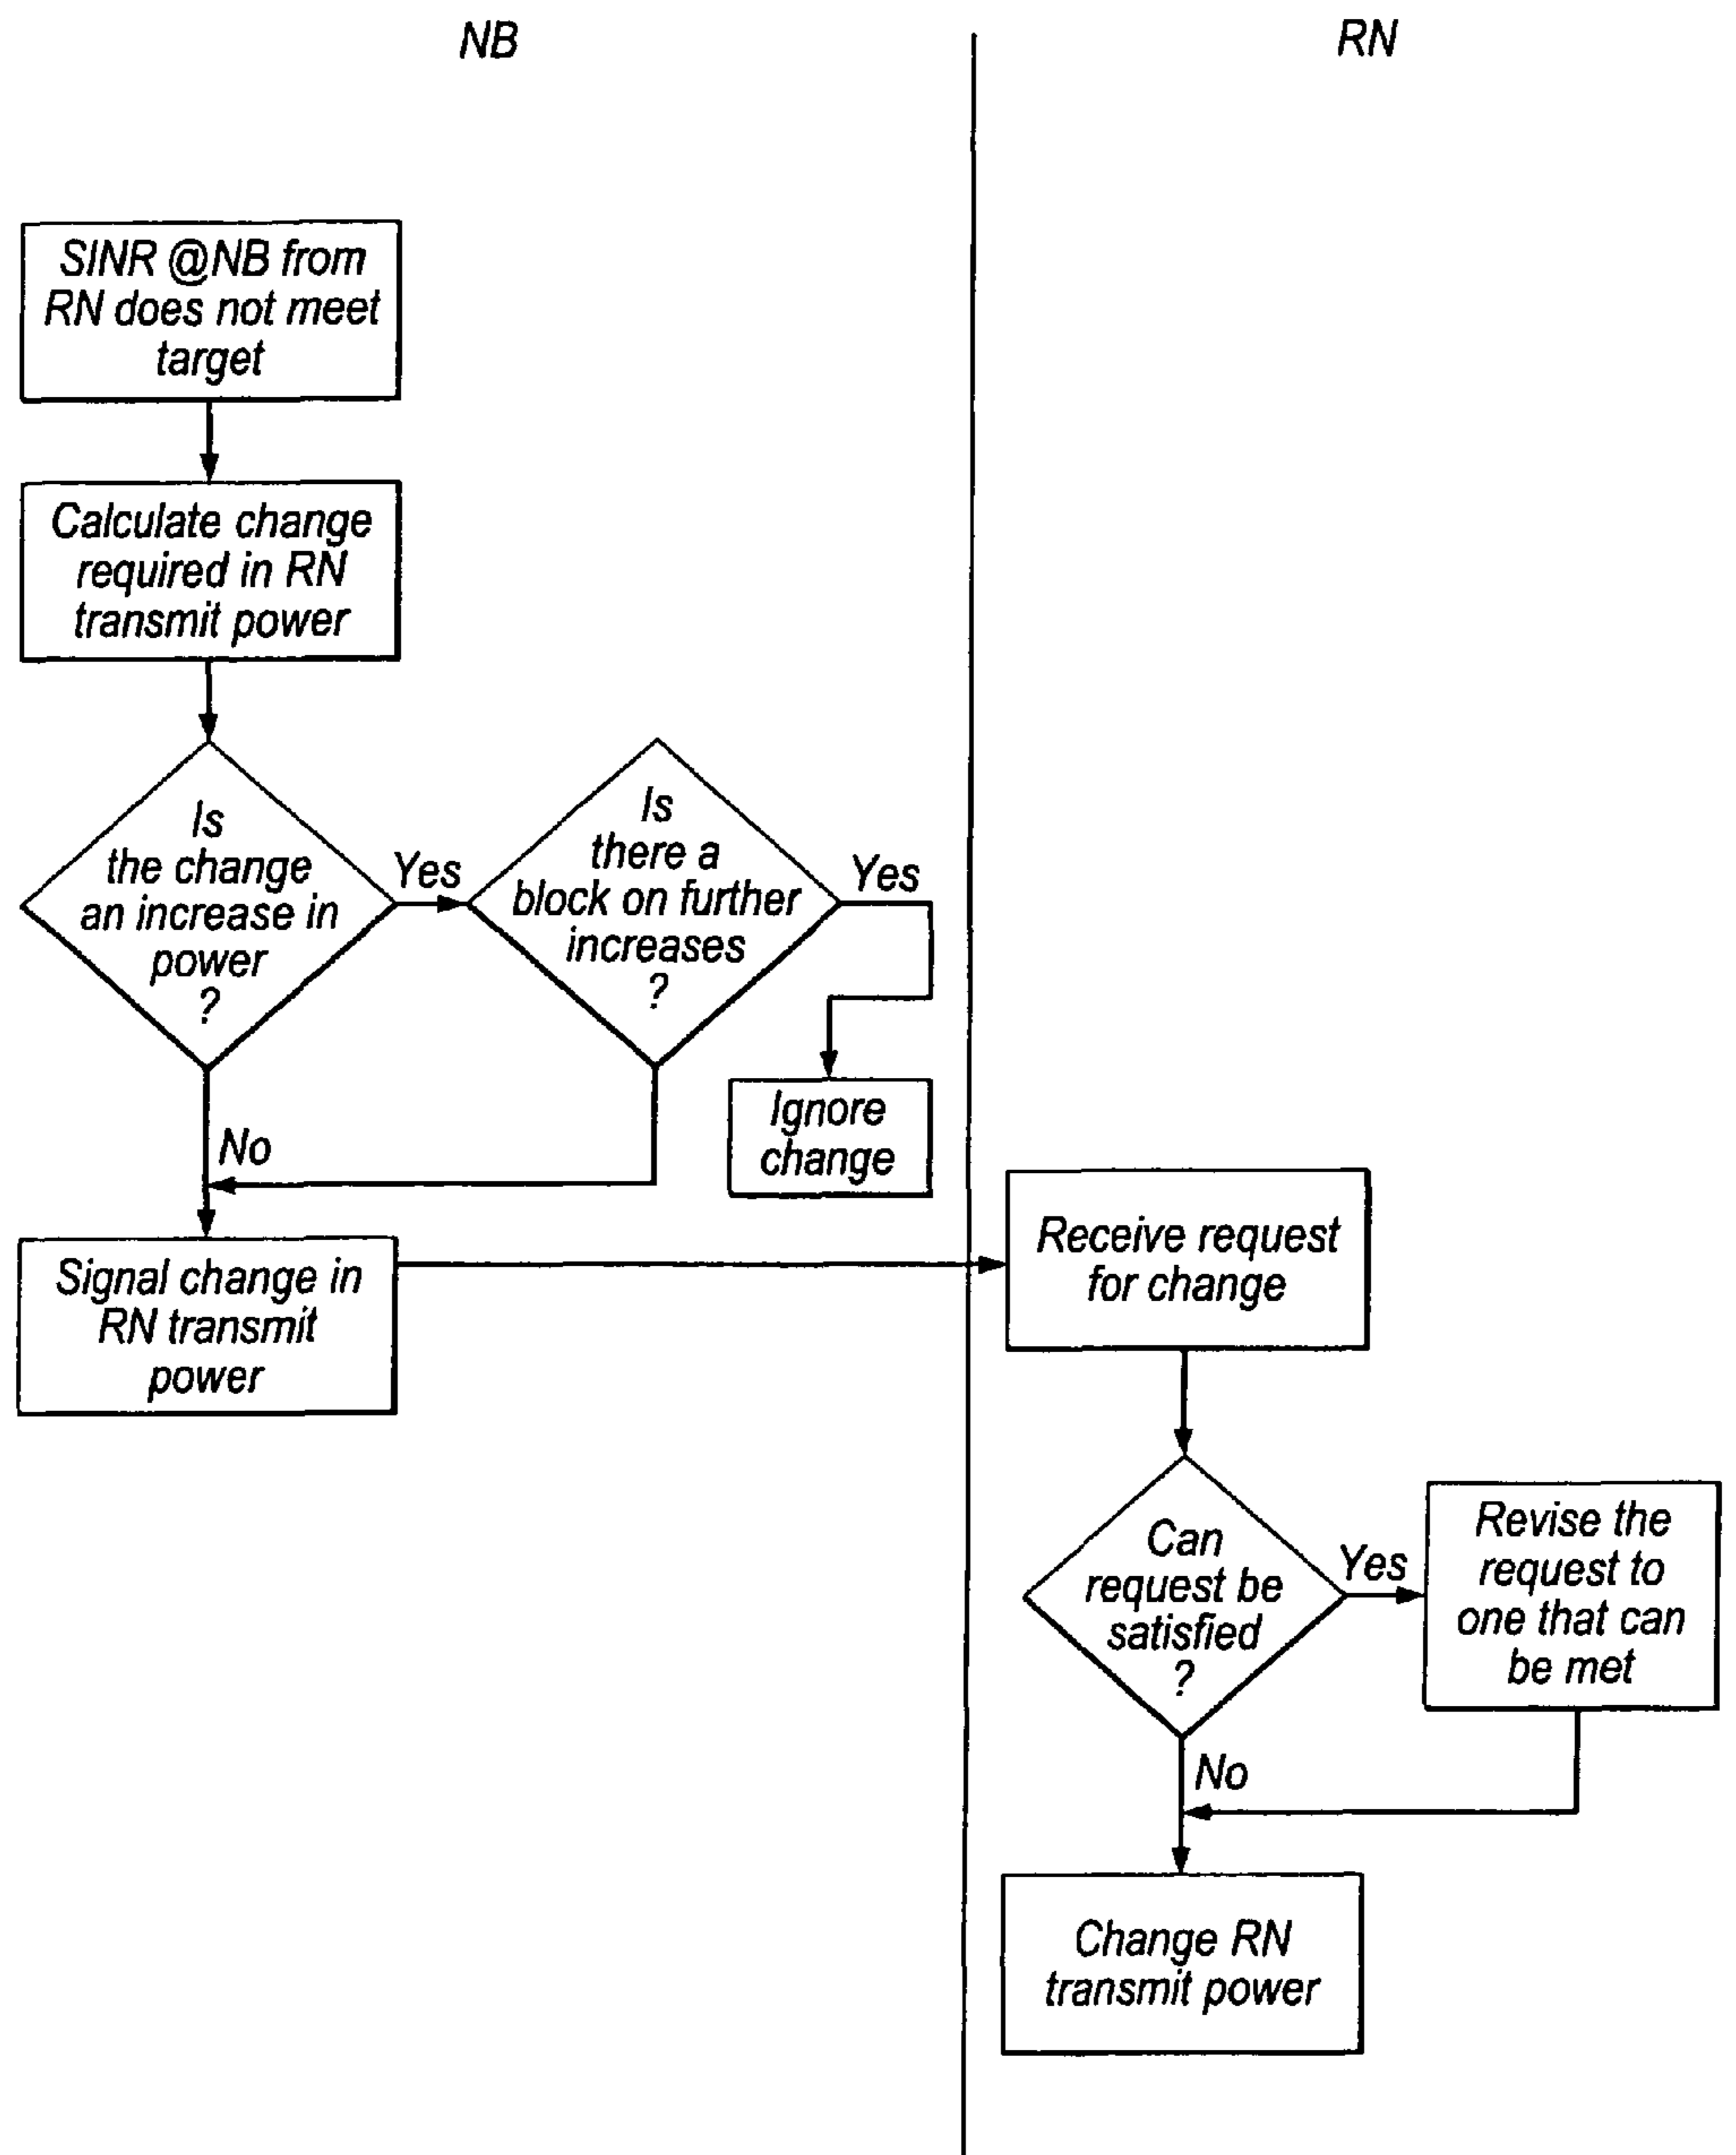 NB
RN
SINR @NB from
RN does not meet
target
Calculate change
required in RN
transmit power
Is
the change
an increase in
power
?
Yes
Is
there a
block on further
increases
?
Yes
Ignore
change
No
Signal change in
RN transmit
power
Receive request
for change
Can
request be
satisfied
?
Yes
Revise the
request to
one that can
be met
No
Change RN
transmit power